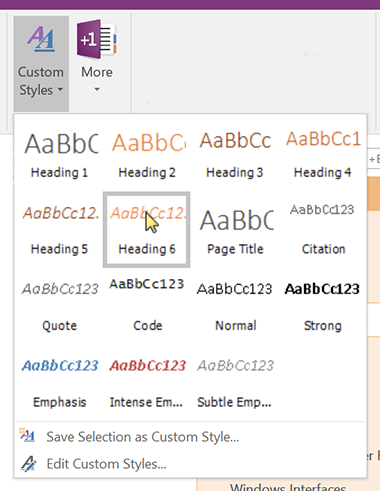 +1
Custom
Styles
More
AaBbC
AaBbCc
AaBbCc
AaBbCc1
Heading 1
Heading 2
Heading 3
Heading 4
AaBbCc12
AaBbCc12
AaBbC
AaBbCc123
Heading 5
Heading 6
Page Title
Citation
AaBbCc123
AaBbCc123
AaBbCc123
AaBbCc123
Quote
Code
Normal
Strong
AaBbCc123
AaBbCc123
AaBbCc123
Emphasis
Intense Em...
Subtle Emp...
Save Selection as Custom Style...
Edit Custom Styles...
Windows Interfaces